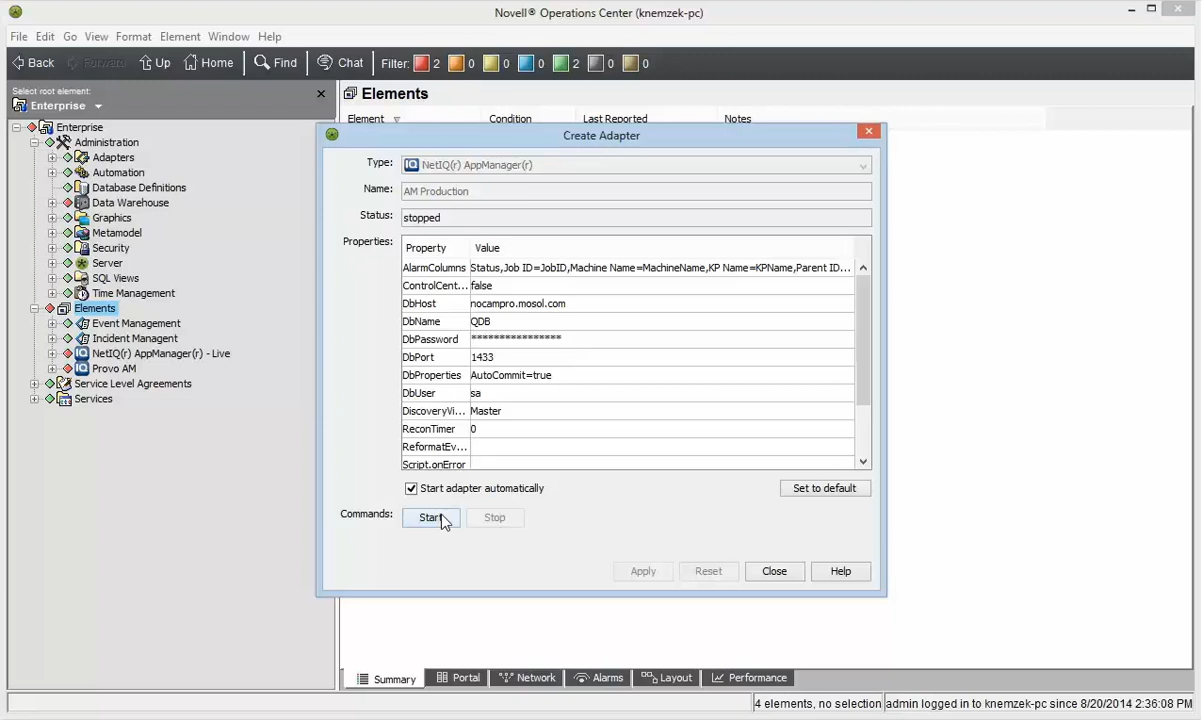 Novell® Operations Center (knemzek-pc)
File Edit Go View Format Element Window Help
Back Forward Up Home Find Chat Filter: 2 0 0 0 2 0 0
Select root element:
Enterprise
Enterprise
Administration
Adapters
Automation
Database Definitions
Data Warehouse
Graphics
Metamodel
Security
Server
SQL Views
Time Management
Elements
Event Management
Incident Managent
NetIQ(r) AppManager(r) - Live
Provo AM
Service Level Agreements
Services
Elements
Element Condition Last Reported Notes
Create Adapter
Type: NetIQ(r) AppManager(r)
Name: AM Production
Status: stopped
Properties:
Property Value
AlarmColumns Status,Job ID=JobID,Machine Name=MachineName,KP Name=KPName,Parent ID...
ControlCent... false
DbHost nocampro.mosol.com
DbName QDB
DbPassword ****************
DbPort 1433
DbProperties AutoCommit=true
DbUser sa
DiscoveryVi... Master
ReconTimer 0
ReformatEv...
Script.onError
Start adapter automatically Set to default
Commands: Start Stop
Apply Reset Close Help
Summary Portal Network Alarms Layout Performance
4 elements, no selection admin logged in to knemzek-pc since 8/20/2014 2:36:08 PM